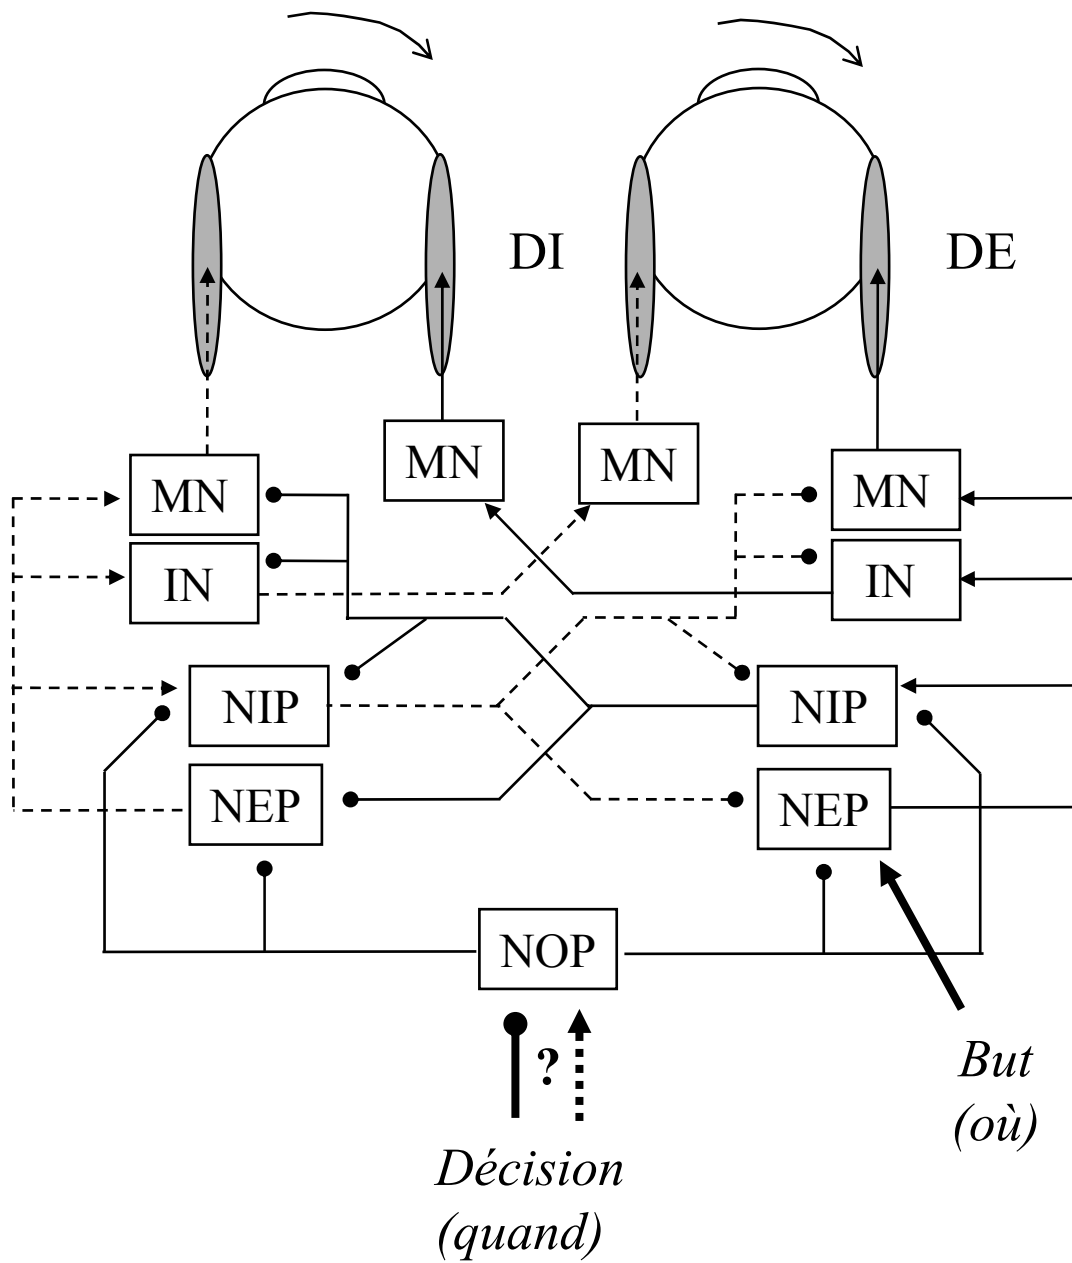 DI
DE
MN
MN
MN
MN
IN
IN
NIP
NIP
NEP
NEP
NOP
?
But
(où)
Décision
(quand)